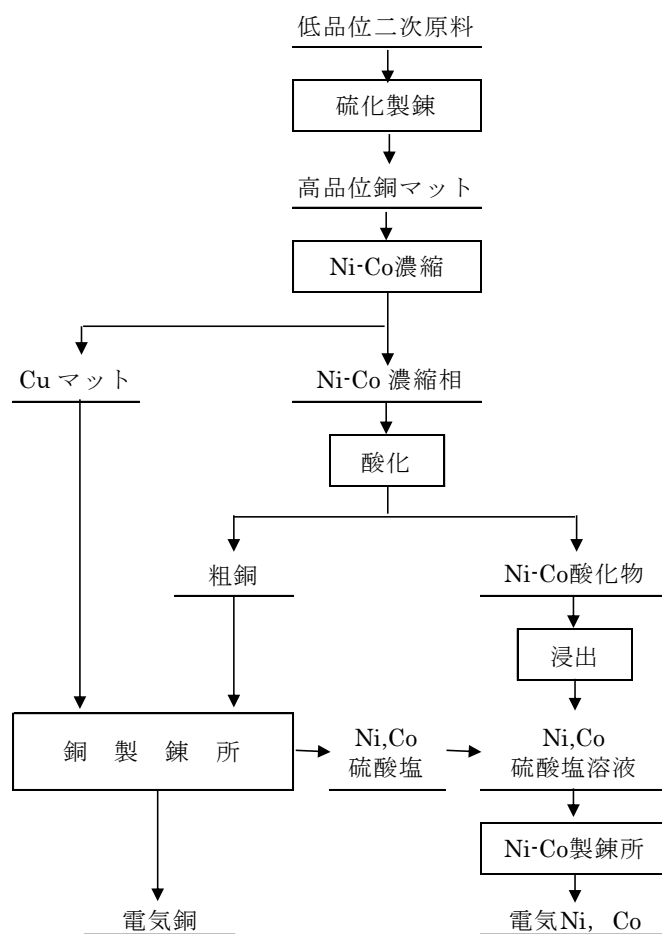 低品位二次原料
硫化製錬
高品位銅マット
Ni-Co濃縮
Cu マット
Ni-Co 濃縮相
酸化
粗銅
Ni-Co酸化物
浸出
銅 製 錬 所
Ni,Co
硫酸塩
Ni,Co
硫酸塩溶液
Ni-Co製錬所
電気銅
電気Ni, Co